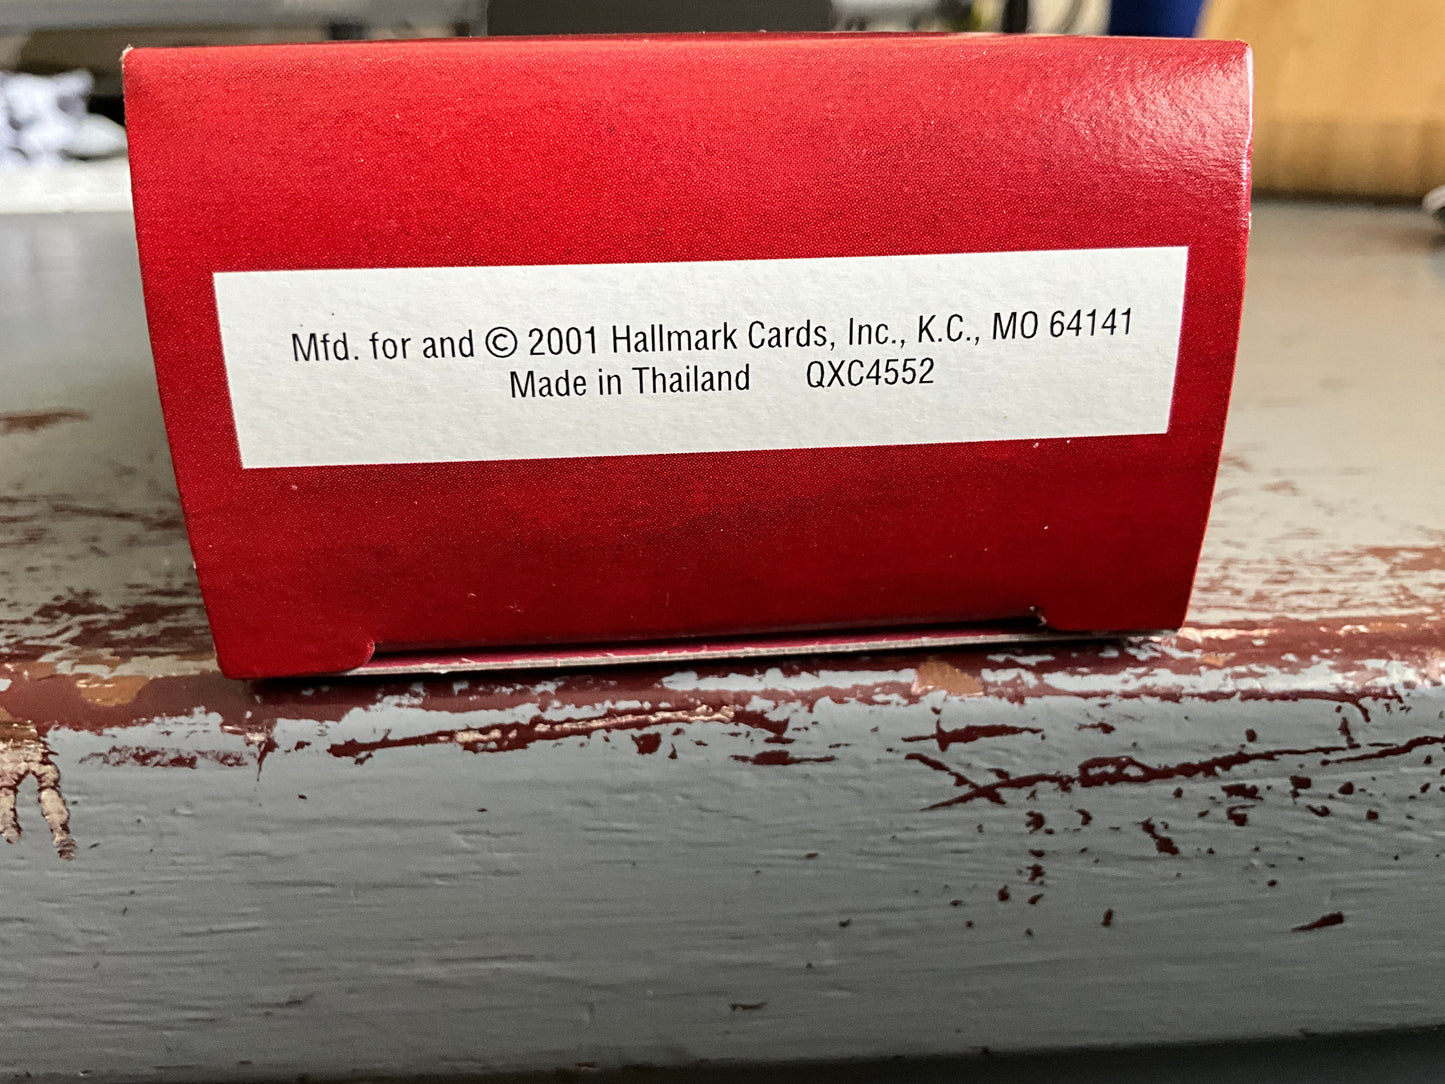 Mfd. for and © 2001 Hallmark Cards, Inc., K.C., MO 64141
Made in Thailand QXC4552